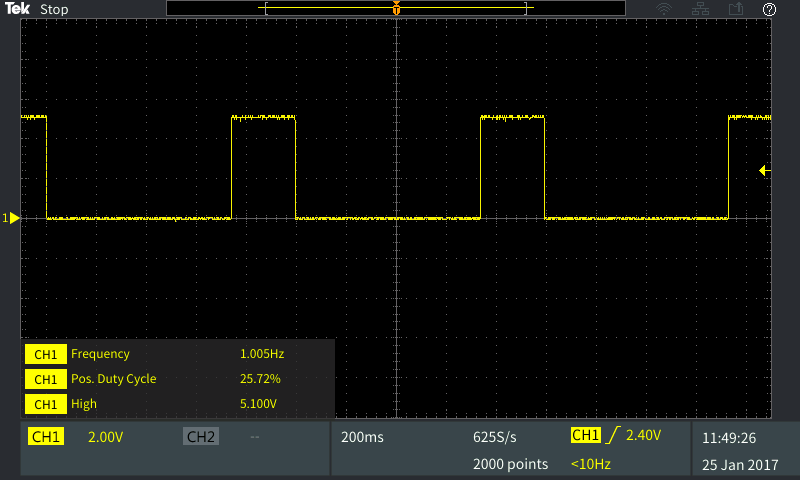 Tek Stop
T
?
1
CH1 Frequency 1.005Hz
CH1 Pos. Duty Cycle 25.72%
CH1 High 5.100V
CH1 2.00V CH2 -- 200ms 625S/s CH1 2.40V 11:49:26
2000 points <10Hz 25 Jan 2017